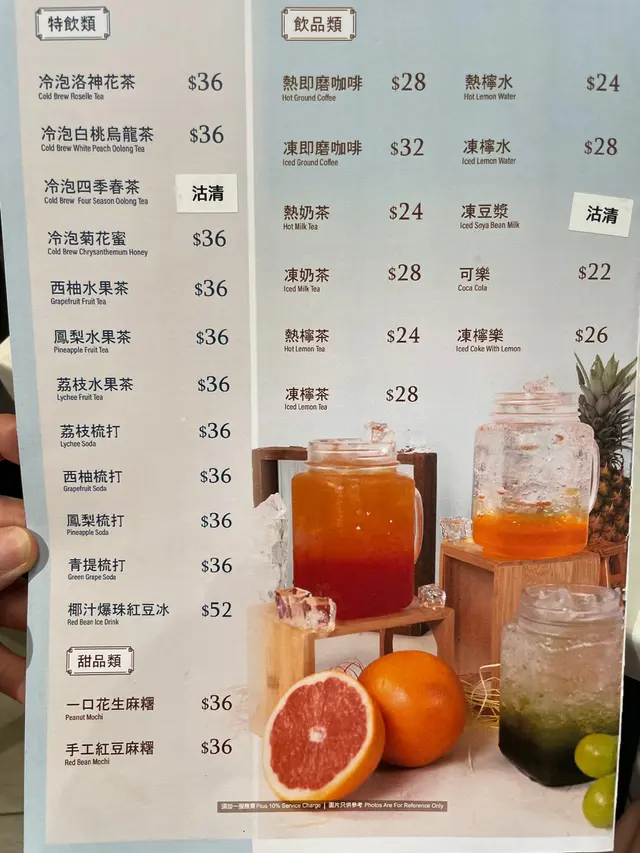 特飲類
冷泡洛神花茶 $36
Cold Brew Roselle Tea
冷泡白桃烏龍茶 $36
Cold Brew White Peach Oolong Tea
冷泡四季春茶 沽清
Cold Brew Four Season Oolong Tea
冷泡菊花蜜 $36
Cold Brew Chrysanthemum Honey
西柚水果茶 $36
Grapefruit Fruit Tea
鳳梨水果茶 $36
Pineapple Fruit Tea
荔枝水果茶 $36
Lychee Fruit Tea
荔枝梳打 $36
Lychee Soda
西柚梳打 $36
Grapefruit Soda
鳳梨梳打 $36
Pineapple Soda
青提梳打 $36
Green Grape Soda
椰汁爆珠紅豆冰 $52
Red Bean Ice Drink
甜品類
一口花生麻糬 $36
Peanut Mochi
手工紅豆麻糬 $36
Red Bean Mochi
飲品類
熱即磨咖啡 $28
Hot Ground Coffee
凍即磨咖啡 $32
Iced Ground Coffee
熱奶茶 $24
Hot Milk Tea
凍奶茶 $28
Iced Milk Tea
熱檸茶 $24
Hot Lemon Tea
凍檸茶 $28
Iced Lemon Tea
熱檸水 $24
Hot Lemon Water
凍檸水 $28
Iced Lemon Water
凍豆漿 沽清
Iced Soya Bean Milk
可樂 $22
Coca Cola
凍檸樂 $26
Iced Coke With Lemon
須加一服務費 Plus 10% Service Charge | 圖片只供參考 Photos Are For Reference Only